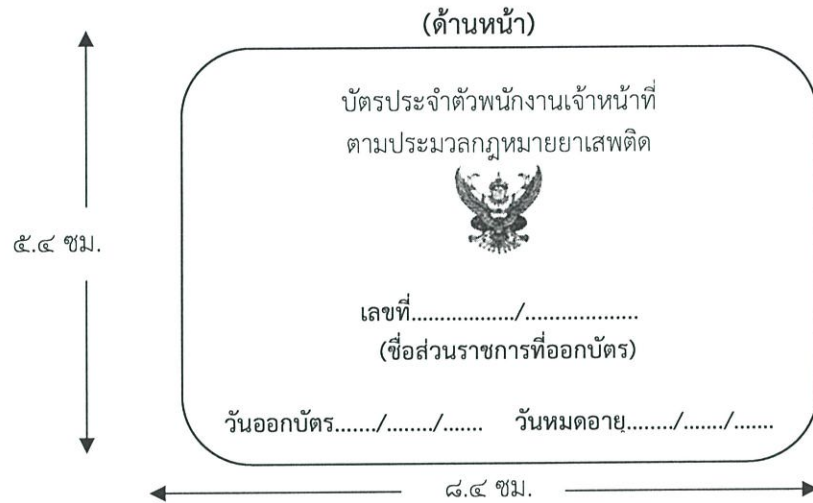 (ด้านหน้า)
บัตรประจำตัวพนักงานเจ้าหน้าที่
ตามประมวลกฎหมายยาเสพติด
๕.๔ ซม.
เลขที่................../...................
(ชื่อส่วนราชการที่ออกบัตร)
วันออกบัตร......./......../....... วันหมดอายุ......../......./.......
๘.๔ ซม.